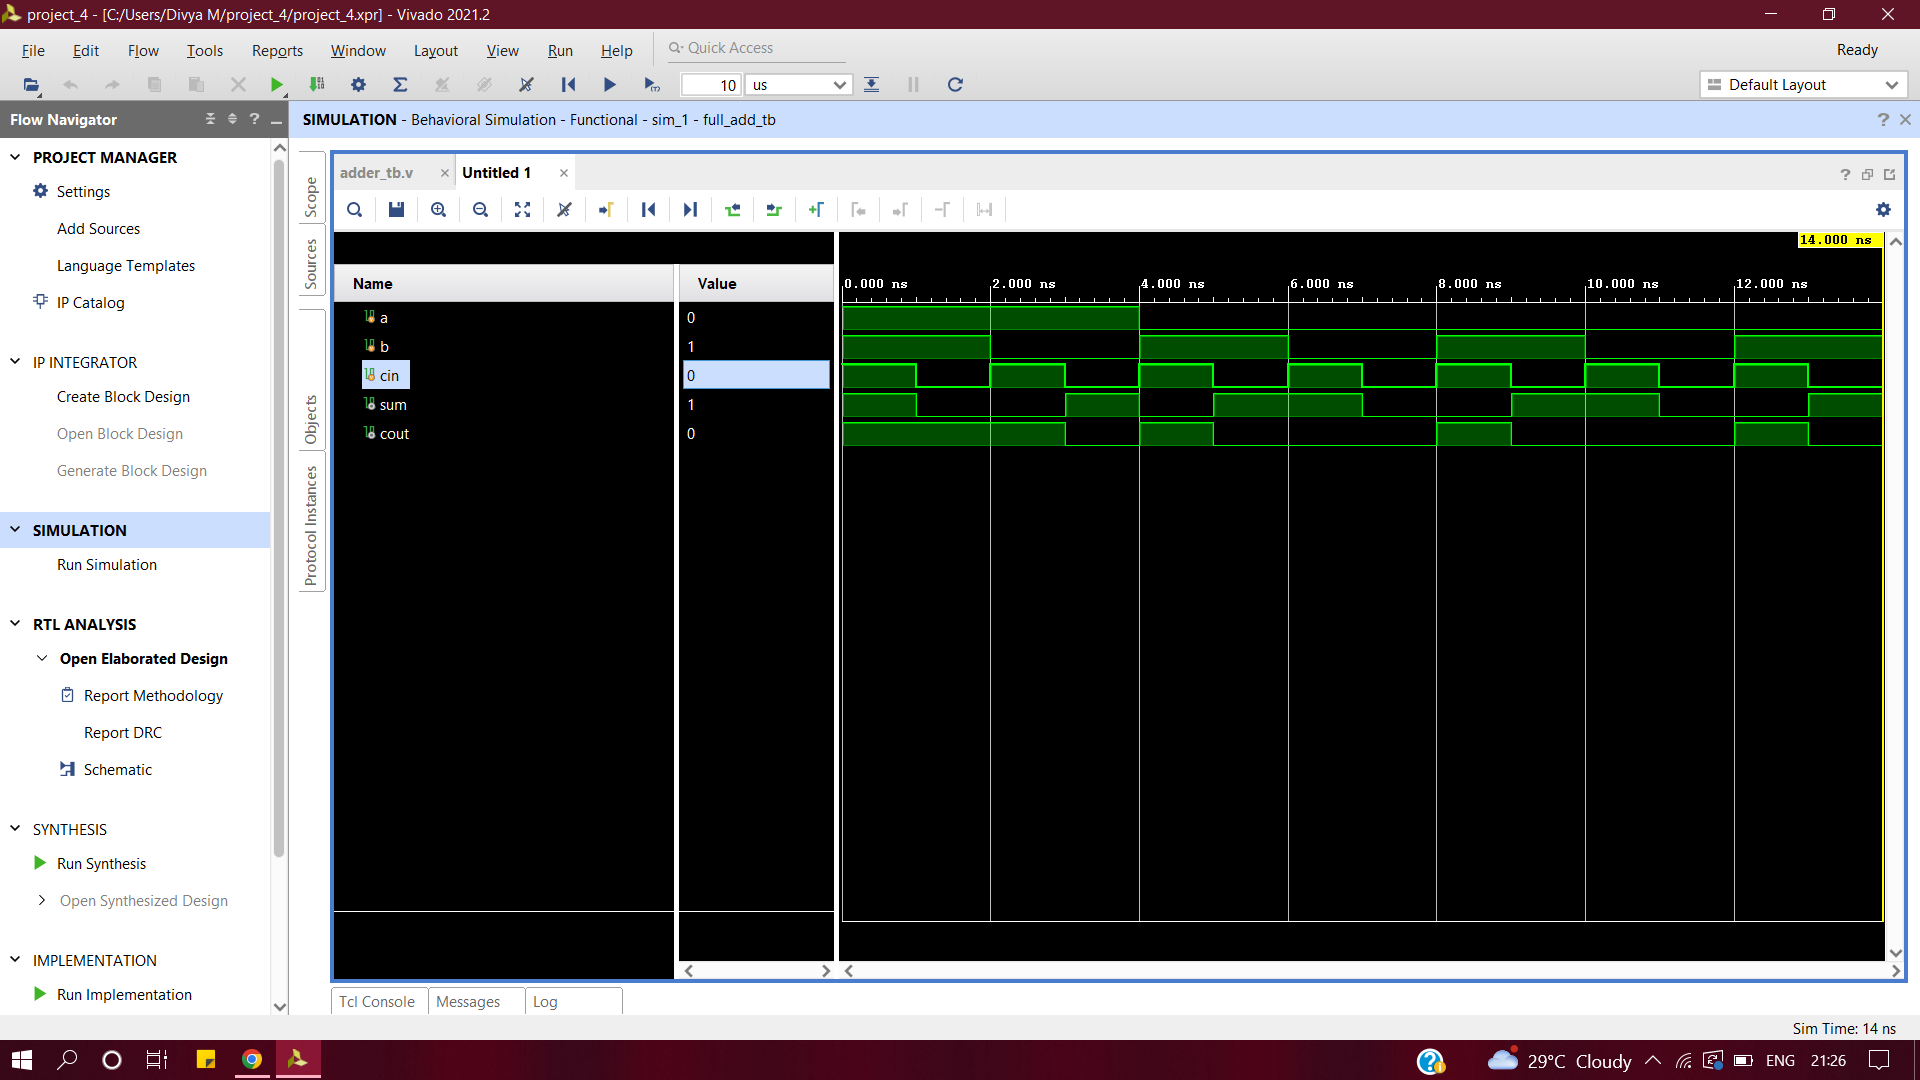 project_4 - [C:/Users/Divya M/project_4/project_4.xpr] - Vivado 2021.2
File Edit Flow Tools Reports Window Layout View Run Help Quick Access Ready
10 us Default Layout
Flow Navigator
SIMULATION - Behavioral Simulation - Functional - sim_1 - full_add_tb
PROJECT MANAGER
Settings
Add Sources
Language Templates
IP Catalog
IP INTEGRATOR
Create Block Design
Open Block Design
Generate Block Design
SIMULATION
Run Simulation
RTL ANALYSIS
Open Elaborated Design
Report Methodology
Report DRC
Schematic
SYNTHESIS
Run Synthesis
Open Synthesized Design
IMPLEMENTATION
Run Implementation
Scope
Sources
Objects
Protocol Instances
adder_tb.v Untitled 1
14.000 ns
Name Value
0.000 ns 2.000 ns 4.000 ns 6.000 ns 8.000 ns 10.000 ns 12.000 ns
a 0
b 1
cin 0
sum 1
cout 0
Tcl Console Messages Log
Sim Time: 14 ns
29°C Cloudy ENG 21:26